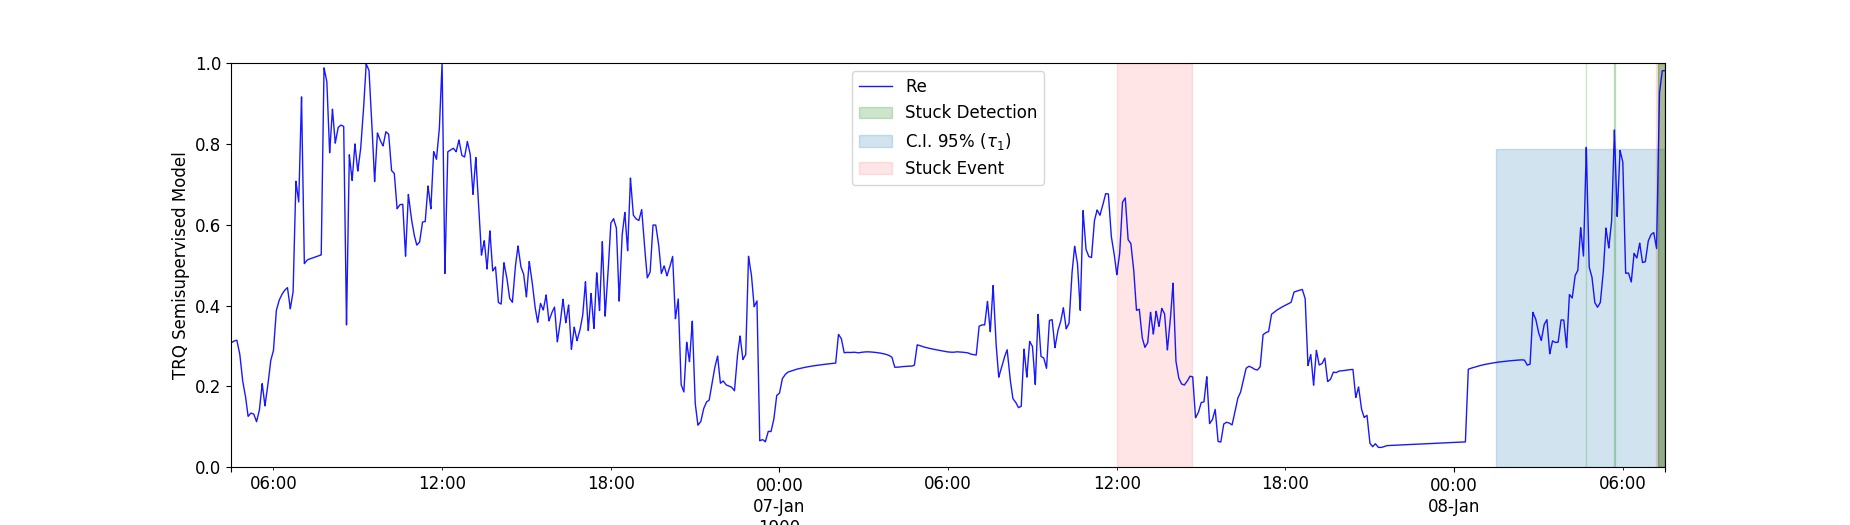 TRQ Semisupervised Model
1.0
0.8
0.6
0.4
0.2
0.0
Re
Stuck Detection
C.I. 95% (τ₁)
Stuck Event
06:00
12:00
18:00
00:00
07-Jan
1900
06:00
12:00
18:00
00:00
08-Jan
06:00